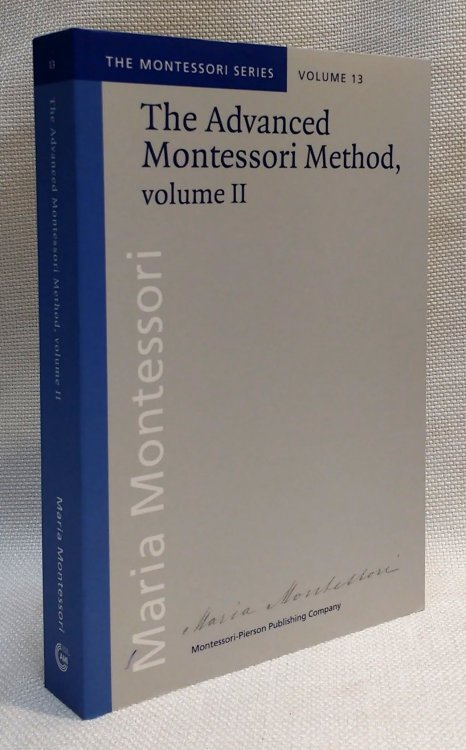 THE MONTESSORI SERIES VOLUME 13
The Advanced
Montessori Method,
volume II
Maria Montessori
Maria Montessori
Montessori-Pierson Publishing Company
13
The Advanced Montessori Method, volume II
Maria Montessori
AMI